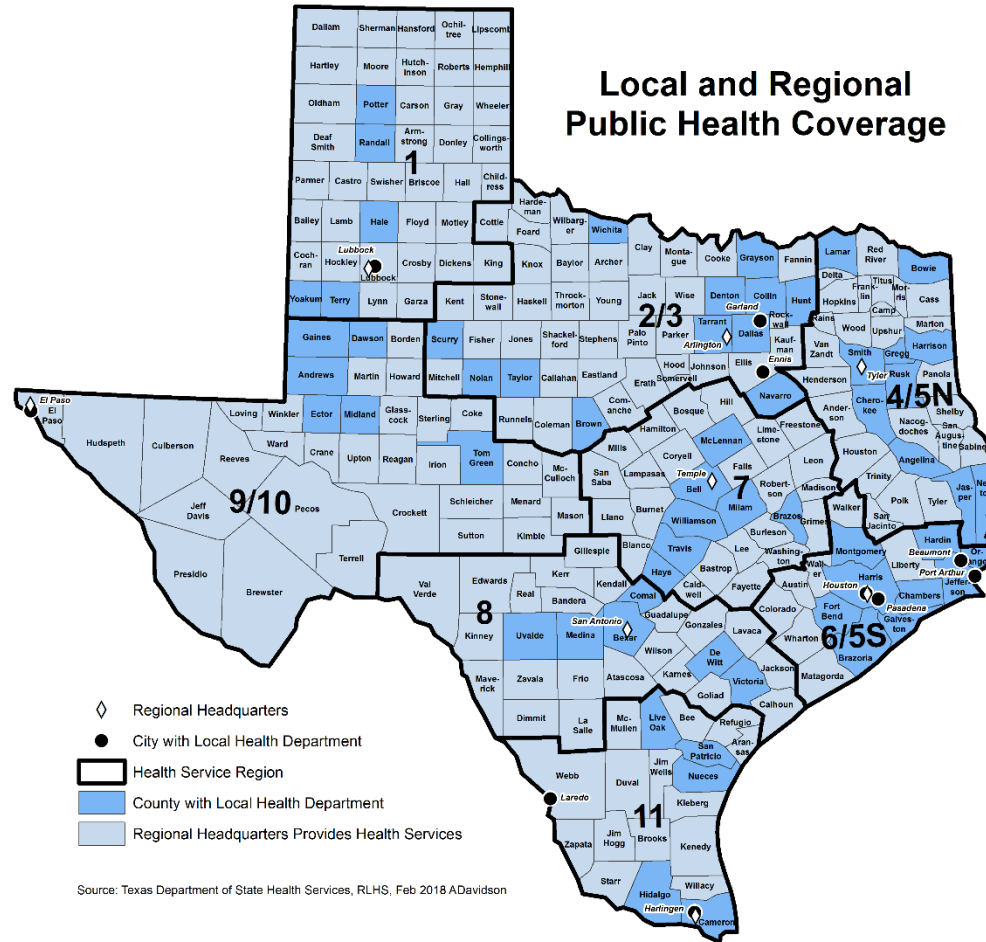 Local and Regional
Public Health Coverage
Dallam
Sherman
Hansford
Ochil-
tree
Lipscomb
Hartley
Moore
Hutch-
inson
Roberts
Hemphill
Oldham
Potter
Carson
Gray
Wheeler
Deaf
Smith
Randall
Arm-
strong
Donley
Collings-
worth
1
Parmer
Castro
Swisher
Briscoe
Hall
Child-
ress
Bailey
Lamb
Hale
Floyd
Motley
Cottle
Harde-
man
Foard
Wilbarg-
er
Wichita
Lubbock
Coch-
ran
Hockley
Lubbock
Crosby
Dickens
King
Knox
Baylor
Archer
Clay
Monta-
gue
Cooke
Grayson
Fannin
Lamar
Red
River
Bowie
Yoakum
Terry
Lynn
Garza
Kent
Stone-
wall
Haskell
Throck-
morton
Young
Jack
Wise
Denton
Collin
Hunt
Delta
Hopkins
Frank-
lin
Titus
Mor-
ris
Cass
Camp
Garland
2/3
Gaines
Dawson
Borden
Scurry
Fisher
Jones
Shackel-
ford
Stephens
Palo
Pinto
Parker
Tarrant
Dallas
Rock-
wall
Rains
Wood
Upshur
Marion
Arlington
Ennis
Kauf-
man
Van
Zandt
Smith
Gregg
Harrison
Tyler
Andrews
Martin
Howard
Mitchell
Nolan
Taylor
Callahan
Eastland
Erath
Hood
Somervell
Johnson
Ellis
Navarro
Henderson
Rusk
Panola
4/5N
El Paso
El
Paso
Hudspeth
Culberson
Loving
Winkler
Ector
Midland
Glass-
cock
Sterling
Coke
Runnels
Coleman
Brown
Com-
anche
Bosque
Hill
Free-
stone
Ander-
son
Chero-
kee
Nacog-
doches
Shelby
San
Augus-
tine
Sabine
Reeves
Ward
Crane
Upton
Reagan
Irion
Tom
Green
Concho
Mc-
Culloch
Mills
Hamilton
Coryell
McLennan
Lime-
stone
Leon
Houston
Angelina
Trinity
San
Saba
Lampasas
Temple
Bell
Falls
7
Robert-
son
Milam
9/10
Jeff
Davis
Pecos
Crockett
Schleicher
Menard
Mason
Llano
Burnet
Williamson
Brazos
Grimes
Walker
San
Jacinto
Polk
Tyler
Jas-
per
Sutton
Kimble
Blanco
Travis
Lee
Burleson
Washing-
ton
Montgomery
Hardin
Beaumont
Presidio
Brewster
Terrell
Val
Verde
Edwards
Gillespie
Kerr
Kendall
Hays
Bastrop
Cald-
well
Fayette
Austin
Wall-
er
Harris
Houston
Liberty
Or-
ange
Port Arthur
Jeffer-
son
Chambers
Pasadena
8
Real
Bandera
Comal
Guadalupe
Gonzales
Lavaca
Colorado
Fort
Bend
Galves-
ton
6/5S
Kinney
Uvalde
Medina
San Antonio
Bexar
Wilson
De
Witt
Jackson
Wharton
Brazoria
Matagorda
Maverick
Zavala
Frio
Atascosa
Karnes
Goliad
Victoria
Calhoun
Dimmit
La
Salle
Mc-
Mullen
Live
Oak
Bee
Refugio
Aran-
sas
San
Patricio
Webb
Duval
Jim
Wells
Nueces
Laredo
11
Kleberg
Zapata
Jim
Hogg
Brooks
Kenedy
Starr
Hidalgo
Willacy
Harlingen
Cameron
Regional Headquarters
City with Local Health Department
Health Service Region
County with Local Health Department
Regional Headquarters Provides Health Services
Source: Texas Department of State Health Services, RLHS, Feb 2018 ADavidson